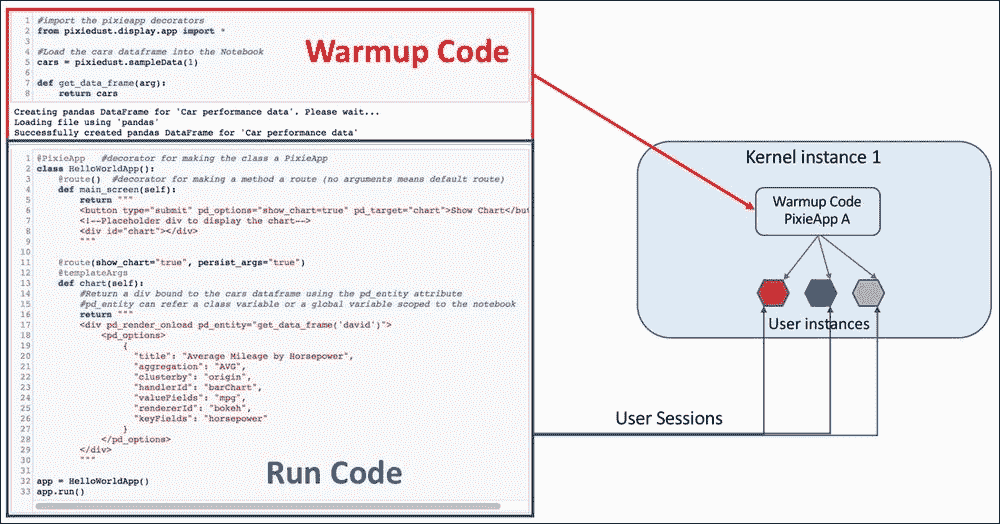 1 #import the pixieapp decorators
2 from pixiedust.display.app import *
3
4 #Load the cars dataframe into the Notebook
5 cars = pixiedust.sampleData(1)
6
7 def get_data_frame(arg):
8     return cars
Warmup Code
Creating pandas DataFrame for 'Car performance data'. Please wait...
Loading file using 'pandas'
Successfully created pandas DataFrame for 'Car performance data'
1 @PixieApp   #decorator for making the class a PixieApp
2 class HelloWorldApp():
3     @route()  #decorator for making a method a route (no arguments means default route)
4     def main_screen(self):
5         return """
6         <button type="submit" pd_options="show_chart=true" pd_target="chart">Show Chart</but
7         <!--Placeholder div to display the chart-->
8         <div id="chart"></div>
9         """
10
11     @route(show_chart="true", persist_args="true")
12     @templateArgs
13     def chart(self):
14         #Return a div bound to the cars dataframe using the pd_entity attribute
15         #pd_entity can refer a class variable or a global variable scoped to the notebook
16         return """
17         <div pd_render_onload pd_entity="get_data_frame('david')">
18             <pd_options>
19                 {
20                   "title": "Average Mileage by Horsepower",
21                   "aggregation": "AVG",
22                   "clusterby": "origin",
23                   "handlerId": "barChart",
24                   "valueFields": "mpg",
25                   "rendererId": "bokeh",
26                   "keyFields": "horsepower"
27                 }
28             </pd_options>
29         </div>
30         """
31
32 app = HelloWorldApp()
33 app.run()
Run Code
Kernel instance 1
Warmup Code
PixieApp A
User instances
User Sessions